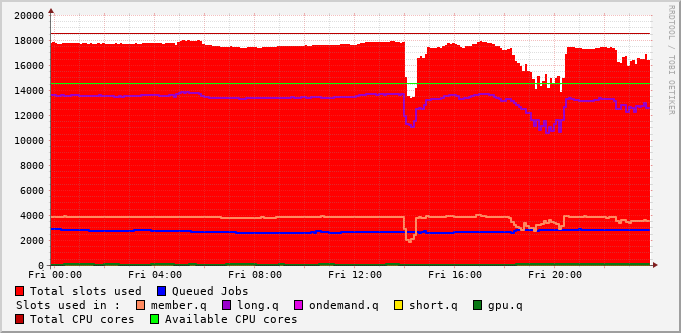 20000
18000
16000
14000
12000
10000
8000
6000
4000
2000
0
Fri 00:00 Fri 04:00 Fri 08:00 Fri 12:00 Fri 16:00 Fri 20:00
RRDTOOL / TOBI OETIKER
Total slots used Queued Jobs
Slots used in : member.q long.q ondemand.q short.q gpu.q
Total CPU cores Available CPU cores